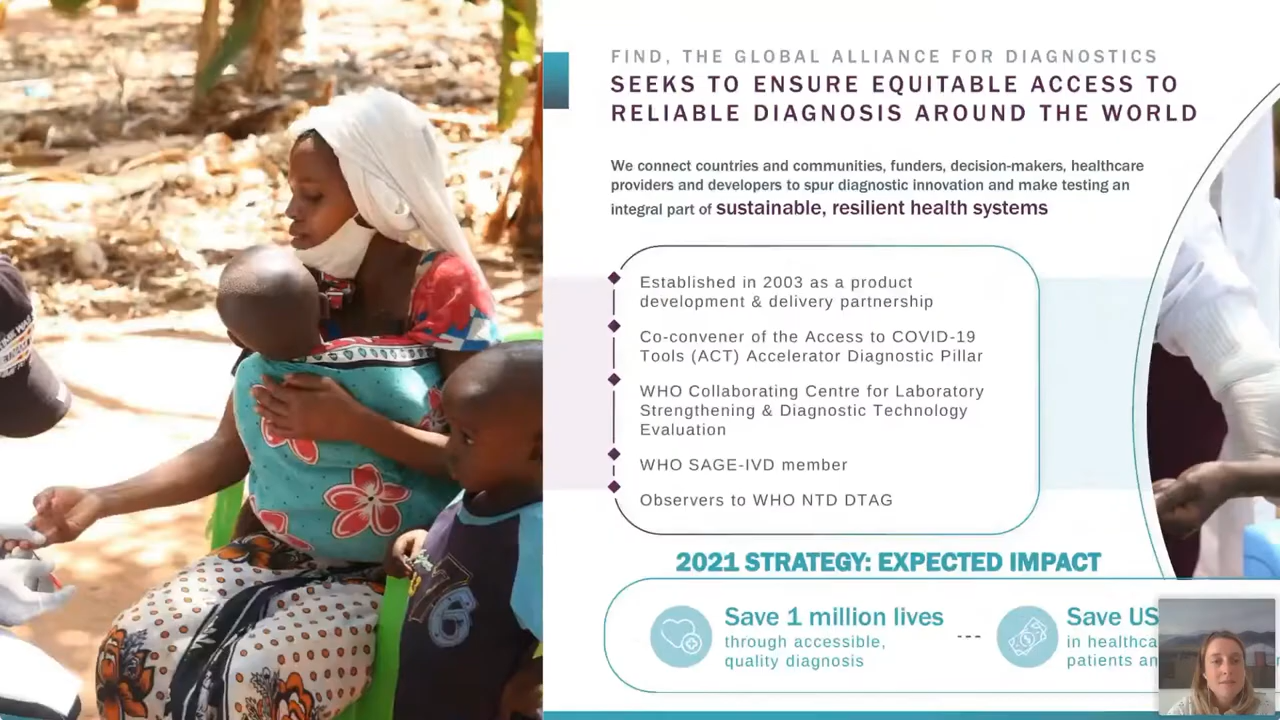 FIND, THE GLOBAL ALLIANCE FOR DIAGNOSTICS
SEEKS TO ENSURE EQUITABLE ACCESS TO
RELIABLE DIAGNOSIS AROUND THE WORLD
We connect countries and communities, funders, decision-makers, healthcare
providers and developers to spur diagnostic innovation and make testing an
integral part of sustainable, resilient health systems
Established in 2003 as a product
development & delivery partnership
Co-convener of the Access to COVID-19
Tools (ACT) Accelerator Diagnostic Pillar
WHO Collaborating Centre for Laboratory
Strengthening & Diagnostic Technology
Evaluation
WHO SAGE-IVD member
Observers to WHO NTD DTAG
2021 STRATEGY: EXPECTED IMPACT
Save 1 million lives
through accessible,
quality diagnosis
Save US
in healthca
patients an